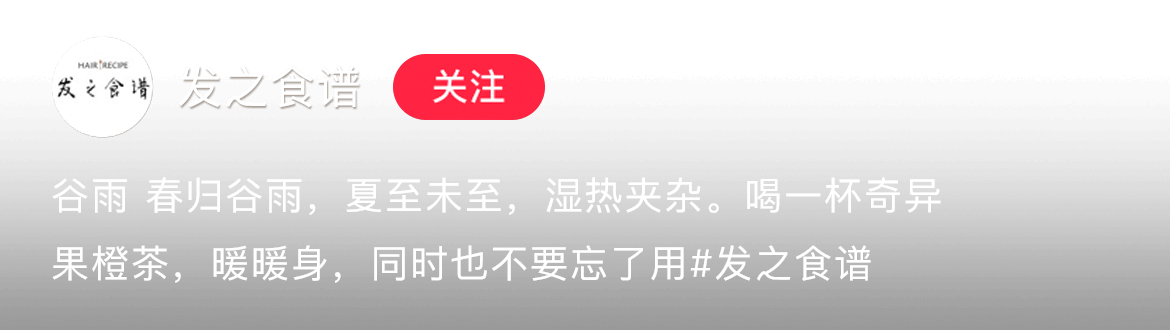 HAIR RECIPE
发之食谱
发之食谱
关注
谷雨 春归谷雨，夏至未至，湿热夹杂。喝一杯奇异
果橙茶，暖暖身，同时也不要忘了用#发之食谱